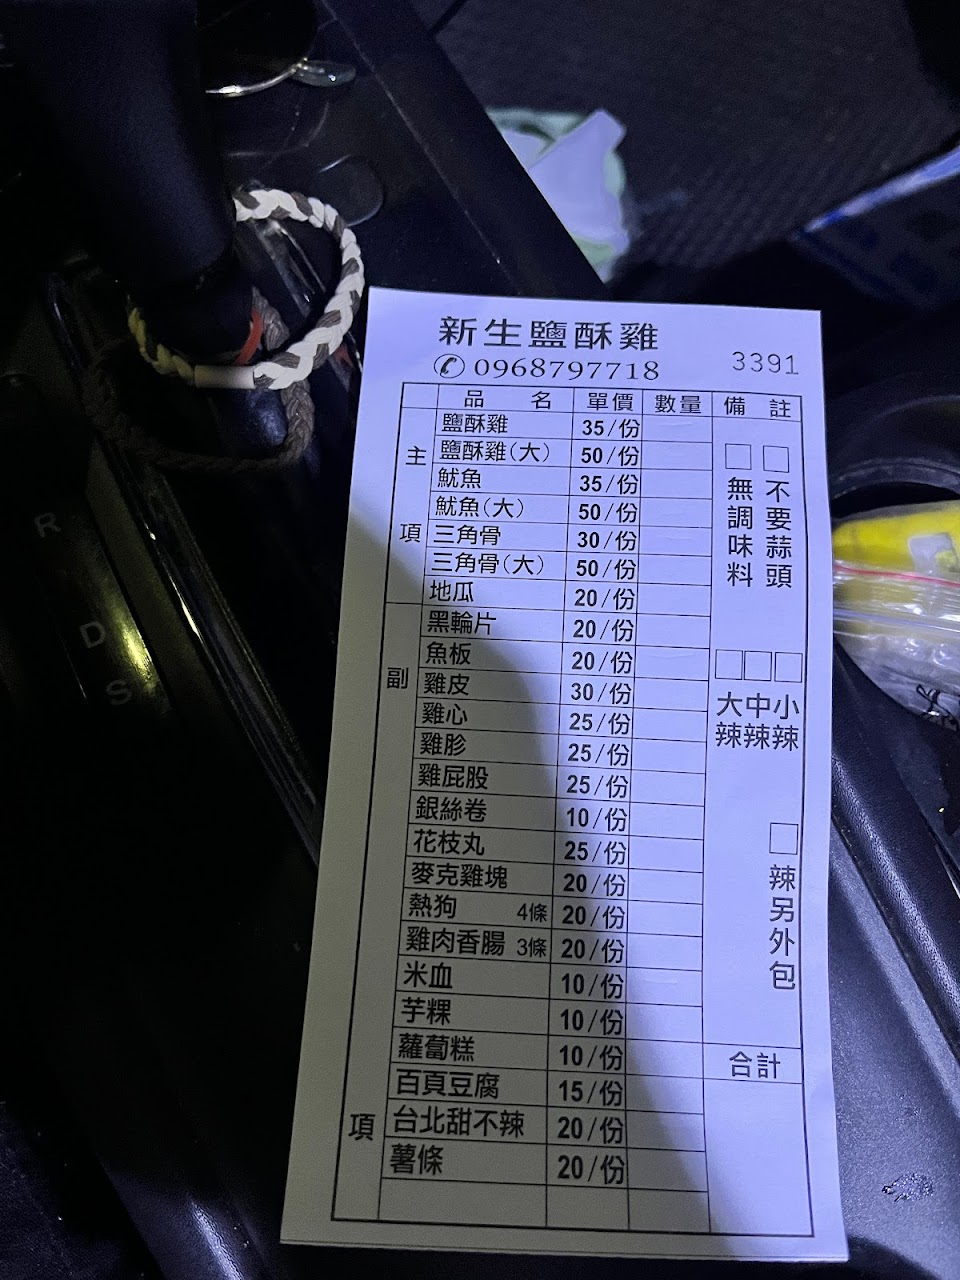 新生鹽酥雞
0968797718
3391
品名 單價 數量 備註
主項
鹽酥雞 35/份
鹽酥雞(大) 50/份
魷魚 35/份
魷魚(大) 50/份
三角骨 30/份
三角骨(大) 50/份
地瓜 20/份
副項
黑輪片 20/份
魚板 20/份
雞皮 30/份
雞心 25/份
雞胗 25/份
雞屁股 25/份
銀絲卷 10/份
花枝丸 25/份
麥克雞塊 20/份
熱狗 4條 20/份
雞肉香腸 3條 20/份
米血 10/份
芋粿 10/份
蘿蔔糕 10/份
百頁豆腐 15/份
台北甜不辣 20/份
薯條 20/份
□不要蒜頭
□無調味料
□小辣
□中辣
□大辣
□辣另外包
合計
R
D
S